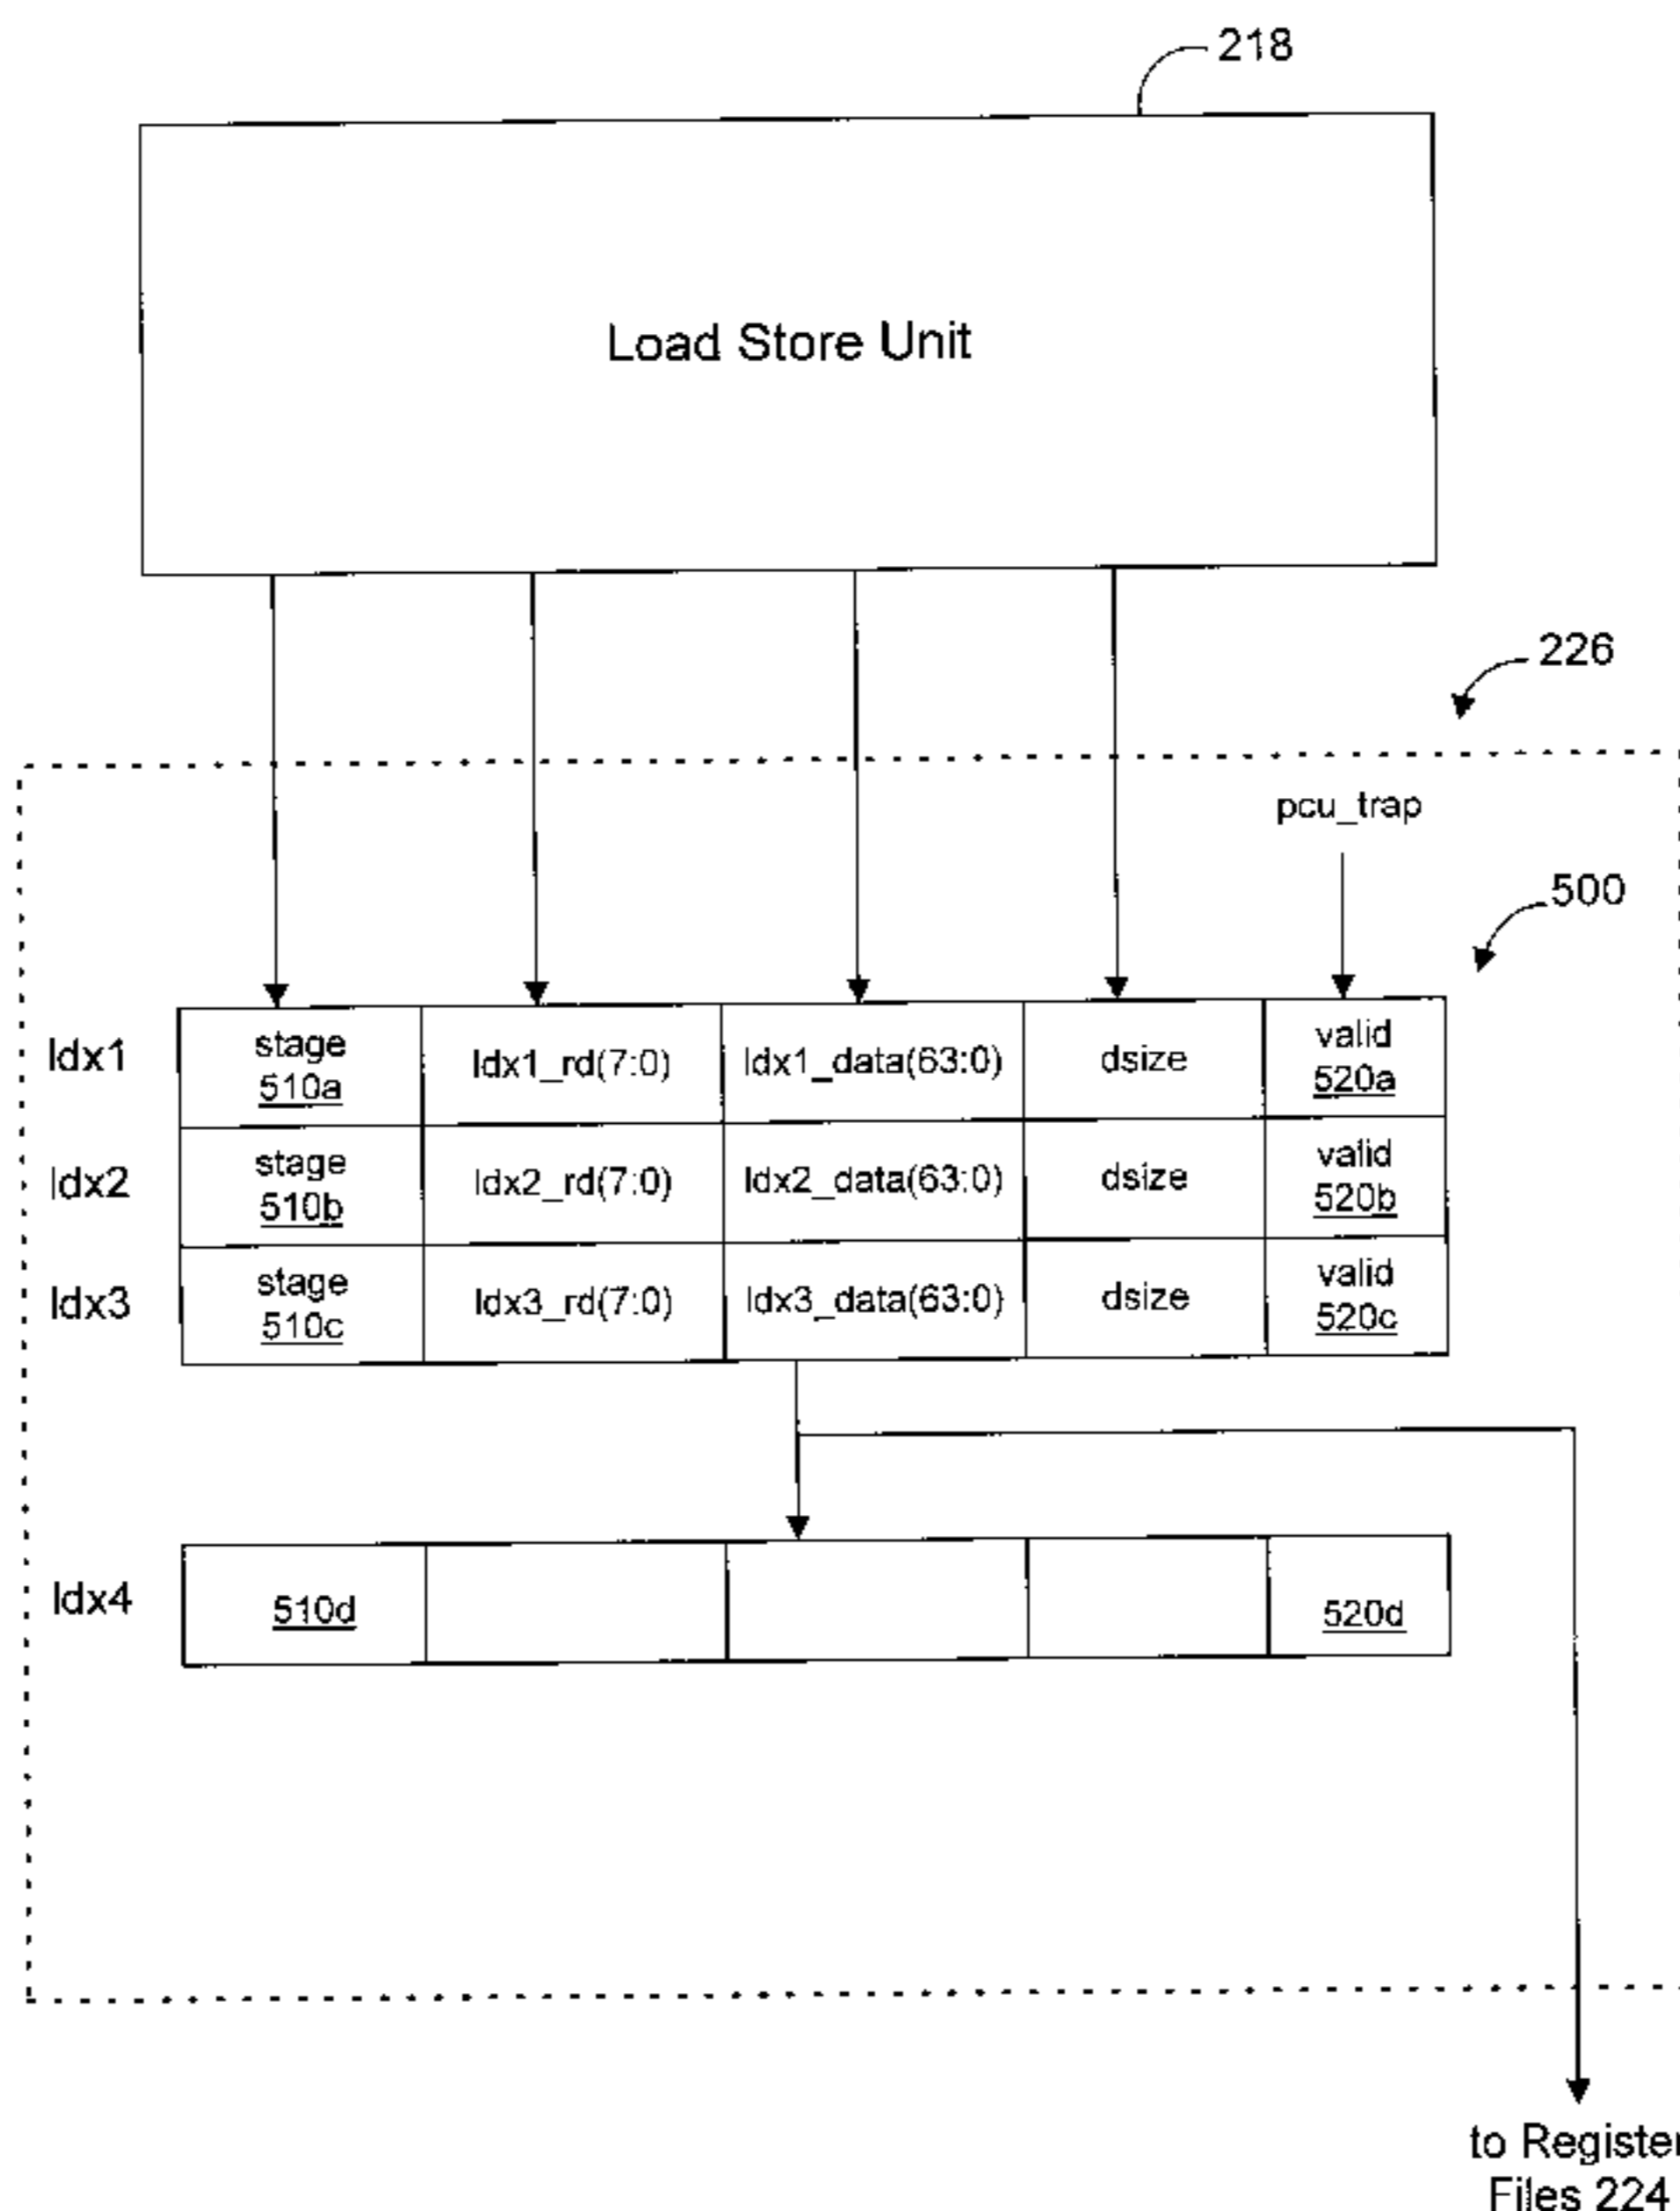 218
Load Store Unit
226
pcu_trap
500
ldx1 stage 510a ldx1_rd(7:0) ldx1_data(63:0) dsize valid 520a
ldx2 stage 510b ldx2_rd(7:0) ldx2_data(63:0) dsize valid 520b
ldx3 stage 510c ldx3_rd(7:0) ldx3_data(63:0) dsize valid 520c
ldx4 510d 520d
to Register
Files 224